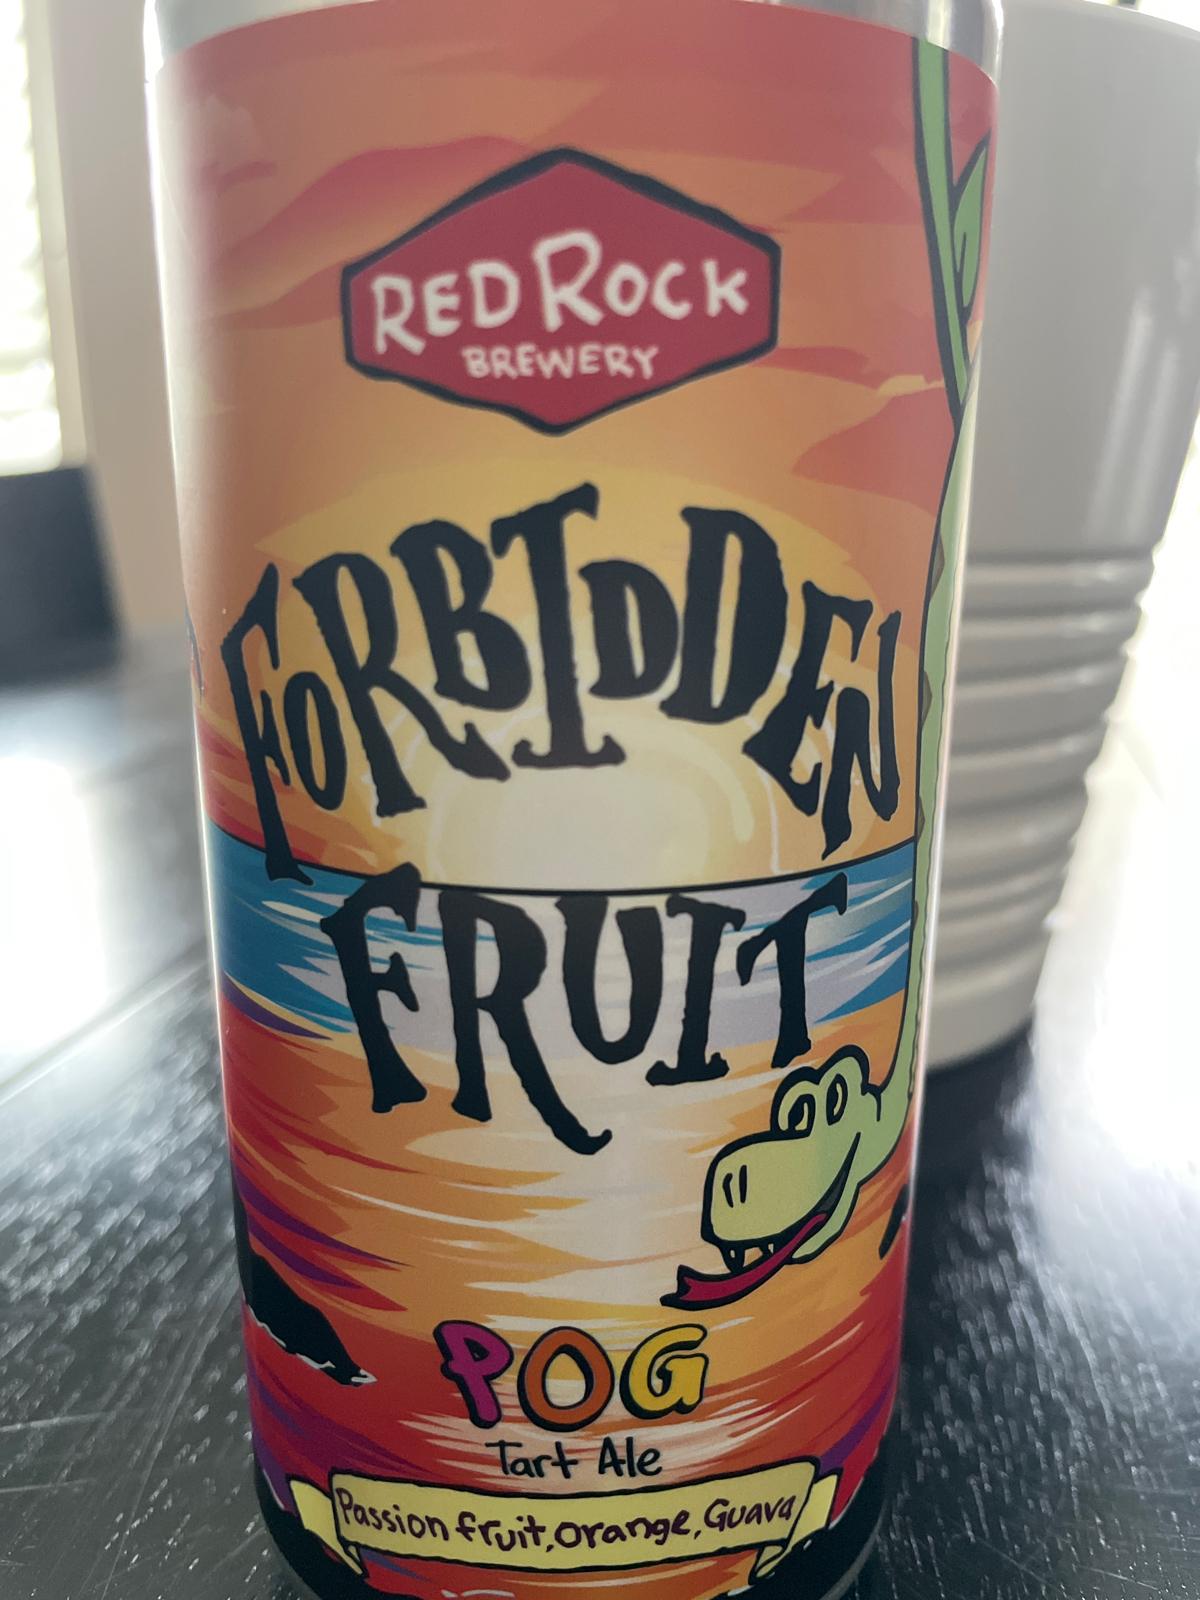 RED ROCK
BREWERY
FORBIDDEN
FRUIT
POG
Tart Ale
Passion fruit, orange, Guava